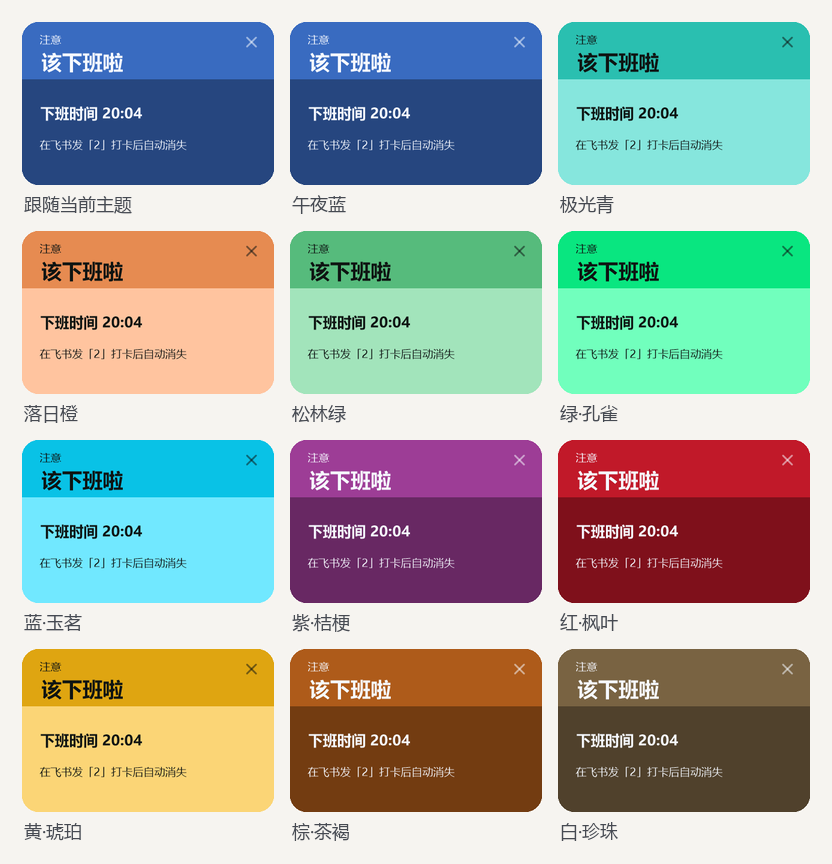 注意
该下班啦
下班时间 20:04
在飞书发「2」打卡后自动消失
跟随当前主题
注意
该下班啦
下班时间 20:04
在飞书发「2」打卡后自动消失
午夜蓝
注意
该下班啦
下班时间 20:04
在飞书发「2」打卡后自动消失
极光青
注意
该下班啦
下班时间 20:04
在飞书发「2」打卡后自动消失
落日橙
注意
该下班啦
下班时间 20:04
在飞书发「2」打卡后自动消失
松林绿
注意
该下班啦
下班时间 20:04
在飞书发「2」打卡后自动消失
绿·孔雀
注意
该下班啦
下班时间 20:04
在飞书发「2」打卡后自动消失
蓝·玉茗
注意
该下班啦
下班时间 20:04
在飞书发「2」打卡后自动消失
紫·桔梗
注意
该下班啦
下班时间 20:04
在飞书发「2」打卡后自动消失
红·枫叶
注意
该下班啦
下班时间 20:04
在飞书发「2」打卡后自动消失
黄·琥珀
注意
该下班啦
下班时间 20:04
在飞书发「2」打卡后自动消失
棕·茶褐
注意
该下班啦
下班时间 20:04
在飞书发「2」打卡后自动消失
白·珍珠